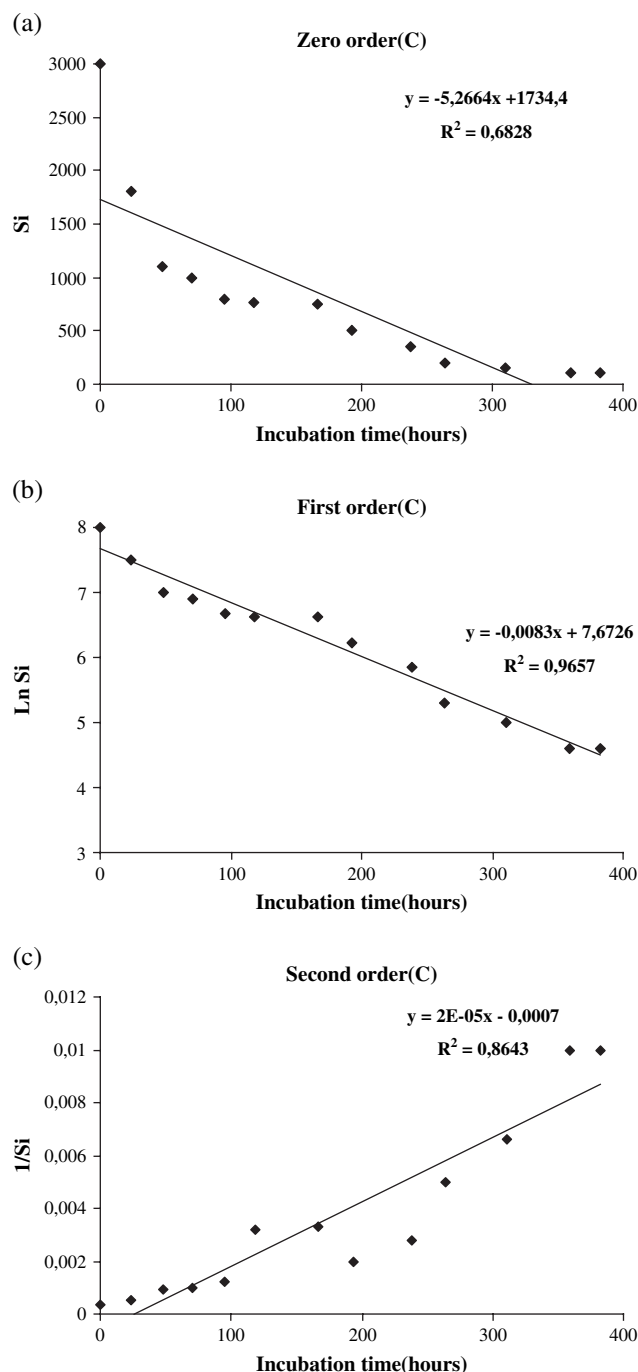 (a)
Zero order(C)
3000
2500
2000
1500
1000
500
0
Si
y = -5,2664x +1734,4
R² = 0,6828
0 100 200 300 400
Incubation time(hours)
(b)
First order(C)
8
7
6
5
4
3
Ln Si
y = -0,0083x + 7,6726
R² = 0,9657
0 100 200 300 400
Incubation time(hours)
(c)
Second order(C)
0,012
0,01
0,008
0,006
0,004
0,002
0
1/Si
y = 2E-05x - 0,0007
R² = 0,8643
0 100 200 300 400
Incubation time(hours)